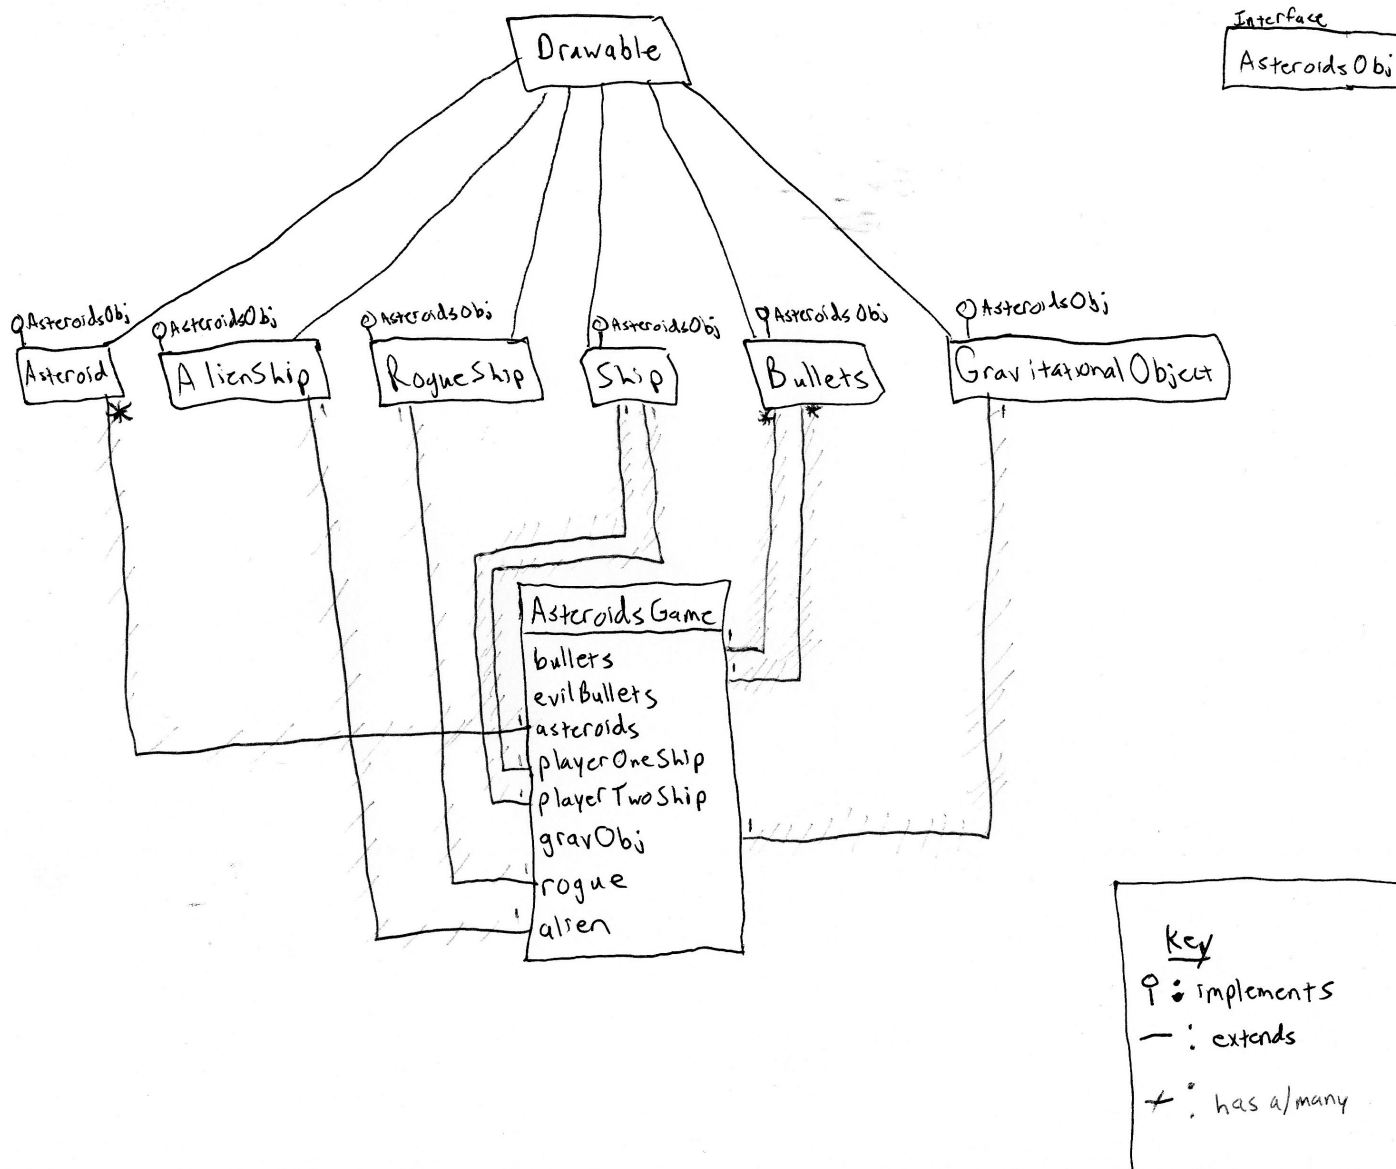 Drawable
Interface
AsteroidsObj
AsteroidsObj
AsteroidsObj
AsteroidsObj
AsteroidsObj
AsteroidsObj
AsteroidsObj
Asteroid
AlienShip
RogueShip
Ship
Bullets
GravitationalObject
AsteroidsGame
bullets
evilBullets
asteroids
playerOneShip
playerTwoShip
gravObj
rogue
alien
Key
: implements
: extends
: has a/many